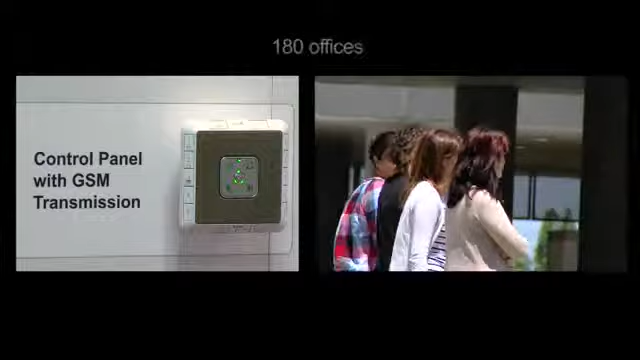 180 offices
Control Panel
with GSM
Transmission